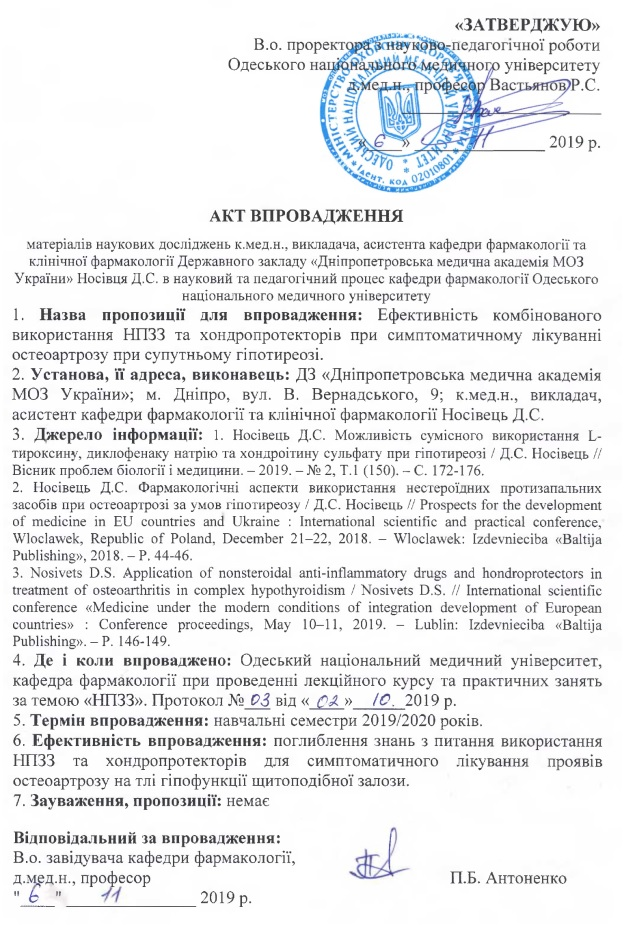 «ЗАТВЕРДЖУЮ»
В.о. проректора з науково-педагогічної роботи
Одеського національного медичного університету
д.мед.н., професор Вастьянов Р.С.
« 6 » 11 2019 р.
МІНІСТЕРСТВО ОХОРОНИ ЗДОРОВ'Я УКРАЇНИ
ОДЕСЬКИЙ НАЦІОНАЛЬНИЙ МЕДИЧНИЙ УНІВЕРСИТЕТ
Ідент. код 02010801
АКТ ВПРОВАДЖЕННЯ
матеріалів наукових досліджень к.мед.н., викладача, асистента кафедри фармакології та
клінічної фармакології Державного закладу «Дніпропетровська медична академія МОЗ
України» Носівця Д.С. в науковий та педагогічний процес кафедри фармакології Одеського
національного медичного університету
1. Назва пропозиції для впровадження: Ефективність комбінованого
використання НПЗЗ та хондропротекторів при симптоматичному лікуванні
остеоартрозу при супутньому гіпотиреозі.
2. Установа, її адреса, виконавець: ДЗ «Дніпропетровська медична академія
МОЗ України»; м. Дніпро, вул. В. Вернадського, 9; к.мед.н., викладач,
асистент кафедри фармакології та клінічної фармакології Носівець Д.С.
3. Джерело інформації: 1. Носівець Д.С. Можливість сумісного використання L-
тироксину, диклофенаку натрію та хондроітину сульфату при гіпотиреозі / Д.С. Носівець //
Вісник проблем біології і медицини. – 2019. – № 2, Т.1 (150). – С. 172-176.
2. Носівець Д.С. Фармакологічні аспекти використання нестероїдних протизапальних
засобів при остеоартрозі за умов гіпотиреозу / Д.С. Носівець // Prospects for the development
of medicine in EU countries and Ukraine : International scientific and practical conference,
Wloclawek, Republic of Poland, December 21–22, 2018. – Wloclawek: Izdevnieciba «Baltija
Publishing», 2018. – P. 44-46.
3. Nosivets D.S. Application of nonsteroidal anti-inflammatory drugs and hondroprotectors in
treatment of osteoarthritis in complex hypothyroidism / Nosivets D.S. // International scientific
conference «Medicine under the modern conditions of integration development of European
countries» : Conference proceedings, May 10–11, 2019. – Lublin: Izdevnieciba «Baltija
Publishing». – P. 146-149.
4. Де і коли впроваджено: Одеський національний медичний університет,
кафедра фармакології при проведенні лекційного курсу та практичних занять
за темою «НПЗЗ». Протокол № 03 від « 02 » 10. 2019 р.
5. Термін впровадження: навчальні семестри 2019/2020 років.
6. Ефективність впровадження: поглиблення знань з питання використання
НПЗЗ та хондропротекторів для симптоматичного лікування проявів
остеоартрозу на тлі гіпофункції щитоподібної залози.
7. Зауваження, пропозиції: немає
Відповідальний за впровадження:
В.о. завідувача кафедри фармакології,
д.мед.н., професор П.Б. Антоненко
" 6 " 11 2019 р.